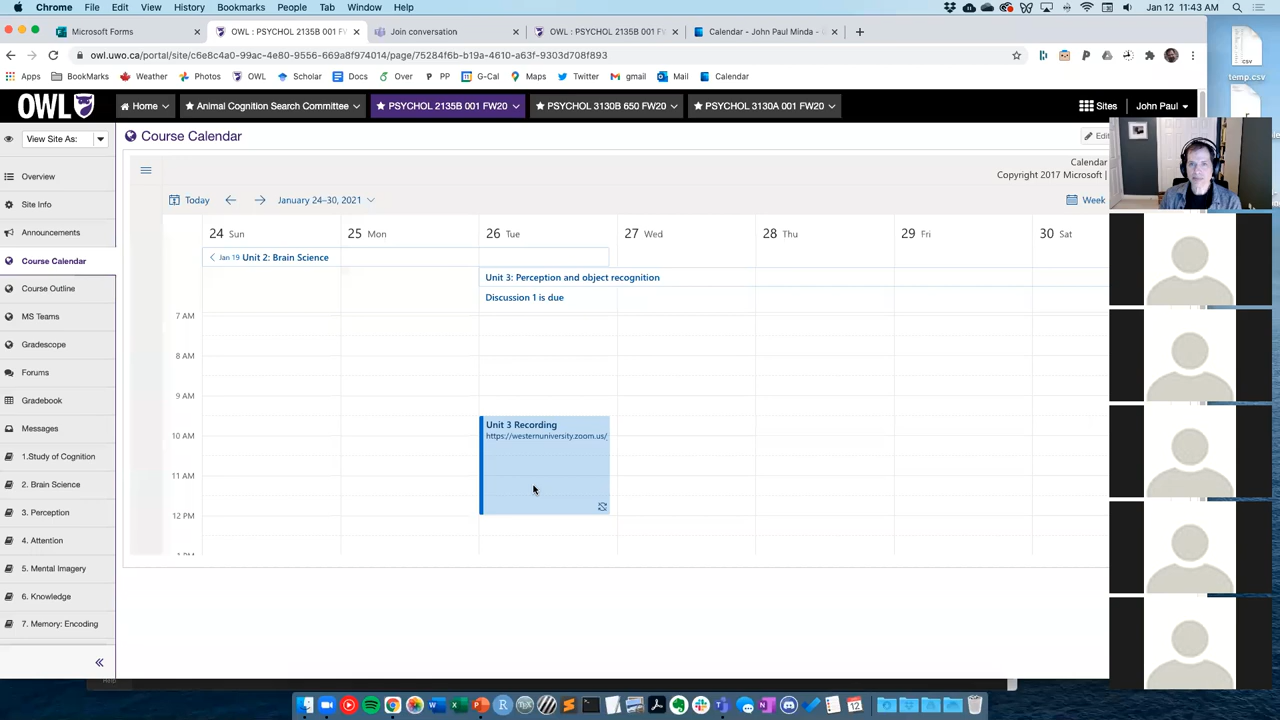 Chrome File Edit View History Bookmarks People Tab Window Help Jan 12 11:43 AM
Microsoft Forms × OWL : PSYCHOL 2135B 001 F × Join conversation × OWL : PSYCHOL 2135B 001 F × Calendar - John Paul Minda - × +
owl.uwo.ca/portal/site/c6e8c4a0-99ac-4e80-9556-669a8f974014/page/75284f6b-b19a-4610-a63f-9303d708f893
Apps BookMarks Weather Photos OWL Scholar Docs Over PP G-Cal Maps Twitter gmail Mail Calendar
csv
temp.csv
OWL Home Animal Cognition Search Committee PSYCHOL 2135B 001 FW20 PSYCHOL 3130B 650 FW20 PSYCHOL 3130A 001 FW20 Sites John Paul
View Site As:
Course Calendar
Edit
Calendar
Copyright 2017 Microsoft |
Today January 24–30, 2021 Week
Overview
Site Info
Announcements
Course Calendar
Course Outline
MS Teams
Gradescope
Forums
Gradebook
Messages
1.Study of Cognition
2. Brain Science
3. Perception
4. Attention
5. Mental Imagery
6. Knowledge
7. Memory: Encoding
24 Sun 25 Mon 26 Tue 27 Wed 28 Thu 29 Fri 30 Sat
Jan 19 Unit 2: Brain Science
Unit 3: Perception and object recognition
Discussion 1 is due
7 AM
8 AM
9 AM
10 AM
11 AM
12 PM
Unit 3 Recording
https://westernuniversity.zoom.us/
Help